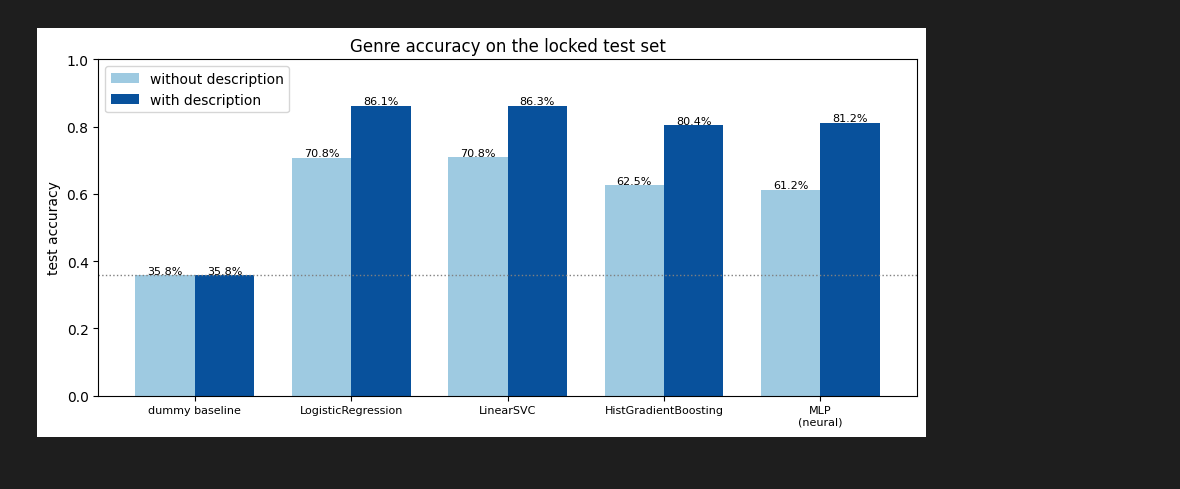 Genre accuracy on the locked test set
without description
with description
test accuracy
1.0
0.8
0.6
0.4
0.2
0.0
35.8%
35.8%
70.8%
86.1%
70.8%
86.3%
62.5%
80.4%
61.2%
81.2%
dummy baseline
LogisticRegression
LinearSVC
HistGradientBoosting
MLP
(neural)